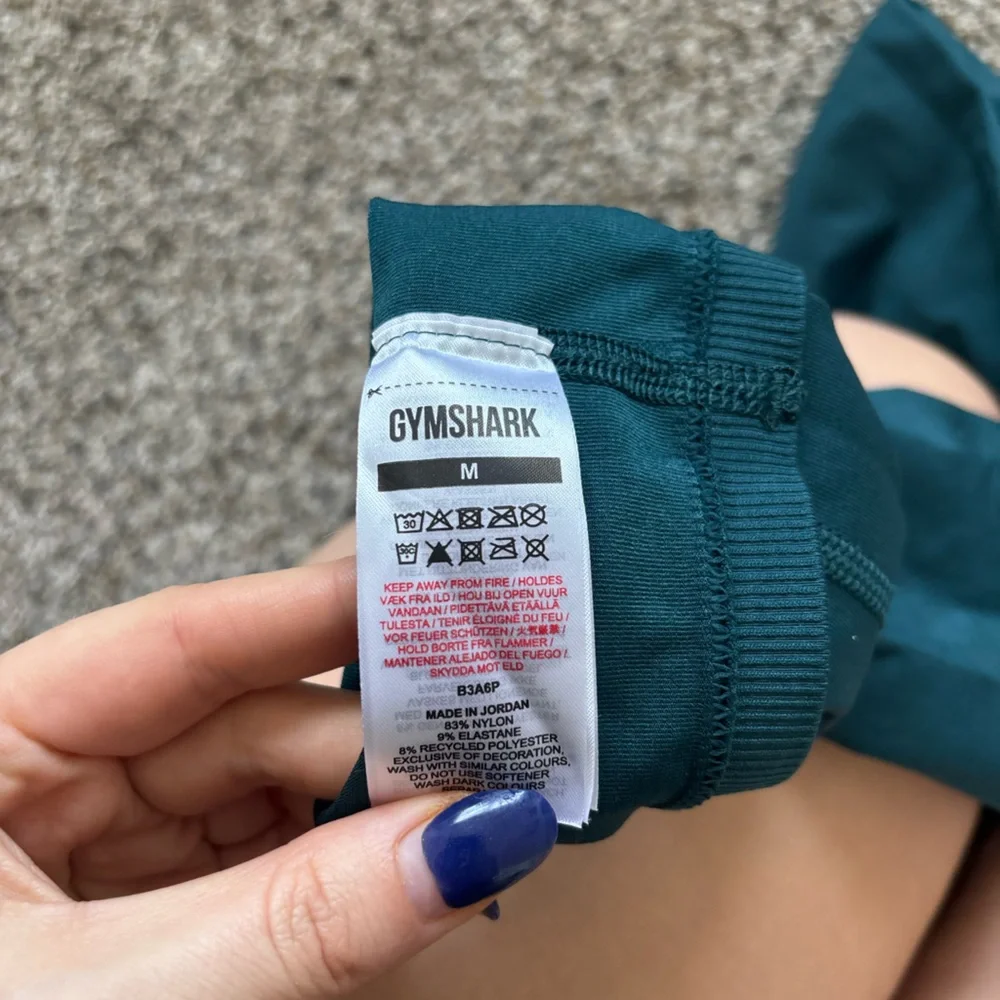 GYMSHARK
M
30
30C
KEEP AWAY FROM FIRE / HOLDES
VÆK FRA ILD / HOU BIJ OPEN VUUR
VANDAAN / PIDETTÄVÄ ETÄÄLLÄ
TULESTA / TENIR ÉLOIGNÉ DU FEU /
VOR FEUER SCHÜTZEN / 火気厳禁 /
HOLD BORTE FRA FLAMMER /
MANTENER ALEJADO DEL FUEGO /
SKYDDA MOT ELD
B3A6P
MADE IN JORDAN
83% NYLON
9% ELASTANE
8% RECYCLED POLYESTER
EXCLUSIVE OF DECORATION,
WASH WITH SIMILAR COLOURS,
DO NOT USE SOFTENER
WASH DARK COLOURS